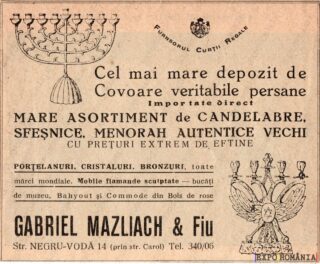 FURNISORUL CURȚII REGALE
Cel mai mare depozit de
Covoare veritabile persane
Importate direct
MARE ASORTIMENT de CANDELABRE,
SFEȘNICE, MENORAH AUTENTICE VECHI
CU PREȚURI EXTREM DE EFTINE
PORȚELANURI, CRISTALURI, BRONZURI, toate
mărci mondiale. Mobile flamande sculptate — bucăți
de muzeu, Bahyout și Commode din Bois de rose
GABRIEL MAZLIACH & Fiu
Str. NEGRU-VODĂ 14 (prin str. Carol) Tel. 340/06
EXPO ROMÂNIA